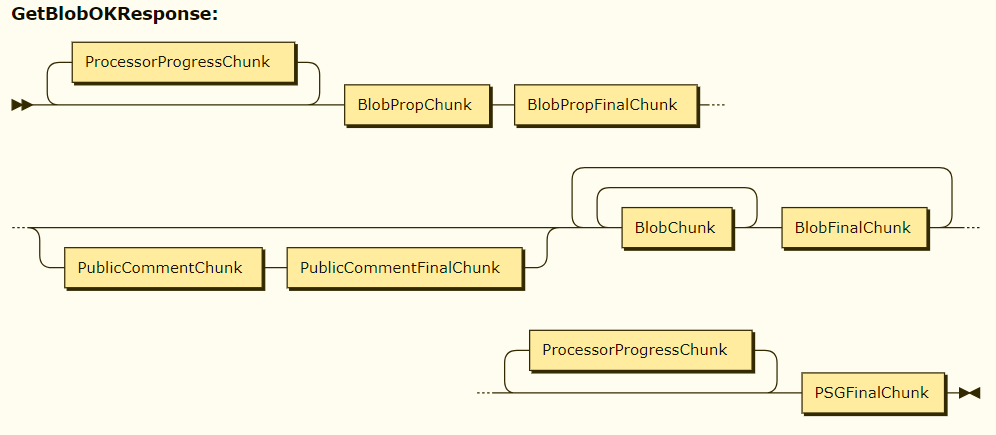 GetBlobOKResponse:
ProcessorProgressChunk
BlobPropChunk
BlobPropFinalChunk
BlobChunk
BlobFinalChunk
PublicCommentChunk
PublicCommentFinalChunk
ProcessorProgressChunk
PSGFinalChunk